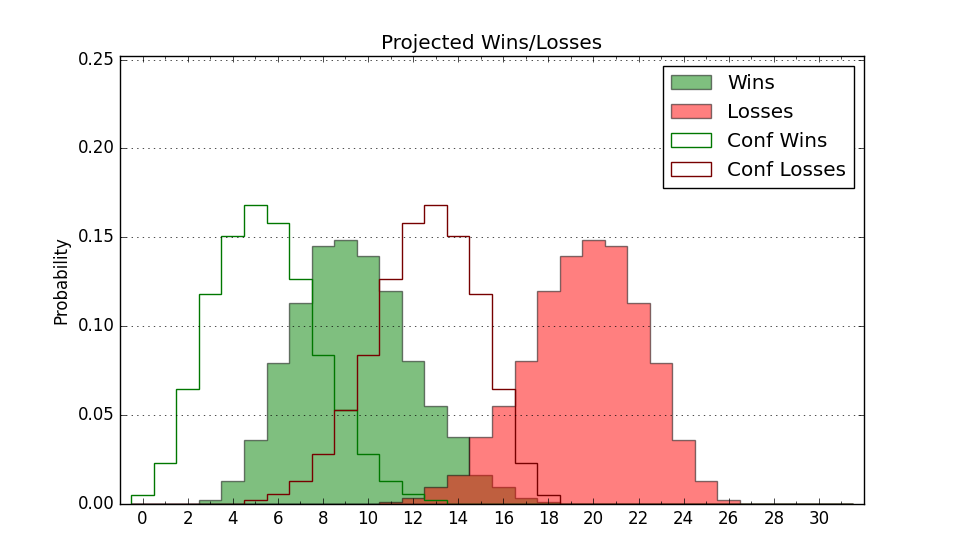 Projected Wins/Losses
0.25
0.20
0.15
0.10
0.05
0.00
Probability
Wins
Losses
Conf Wins
Conf Losses
0 2 4 6 8 10 12 14 16 18 20 22 24 26 28 30